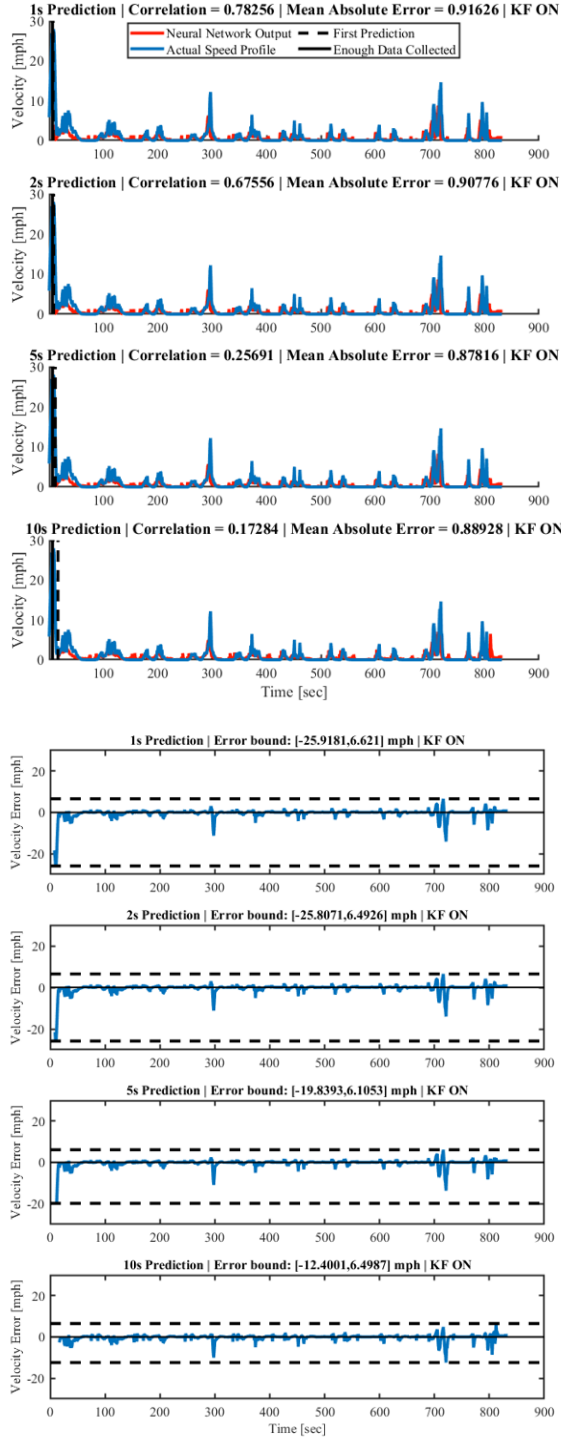 1s Prediction | Correlation = 0.78256 | Mean Absolute Error = 0.91626 | KF ON
Neural Network Output
First Prediction
Actual Speed Profile
Enough Data Collected
Velocity [mph]
30
20
10
0
100 200 300 400 500 600 700 800 900
2s Prediction | Correlation = 0.67556 | Mean Absolute Error = 0.90776 | KF ON
Velocity [mph]
30
20
10
0
100 200 300 400 500 600 700 800 900
5s Prediction | Correlation = 0.25691 | Mean Absolute Error = 0.87816 | KF ON
Velocity [mph]
30
20
10
0
100 200 300 400 500 600 700 800 900
10s Prediction | Correlation = 0.17284 | Mean Absolute Error = 0.88928 | KF ON
Velocity [mph]
30
20
10
0
100 200 300 400 500 600 700 800 900
Time [sec]
1s Prediction | Error bound: [-25.9181,6.621] mph | KF ON
Velocity Error [mph]
20
0
-20
0 100 200 300 400 500 600 700 800 900
2s Prediction | Error bound: [-25.8071,6.4926] mph | KF ON
Velocity Error [mph]
20
0
-20
0 100 200 300 400 500 600 700 800 900
5s Prediction | Error bound: [-19.8393,6.1053] mph | KF ON
Velocity Error [mph]
20
0
-20
0 100 200 300 400 500 600 700 800 900
10s Prediction | Error bound: [-12.4001,6.4987] mph | KF ON
Velocity Error [mph]
20
0
-20
0 100 200 300 400 500 600 700 800 900
Time [sec]